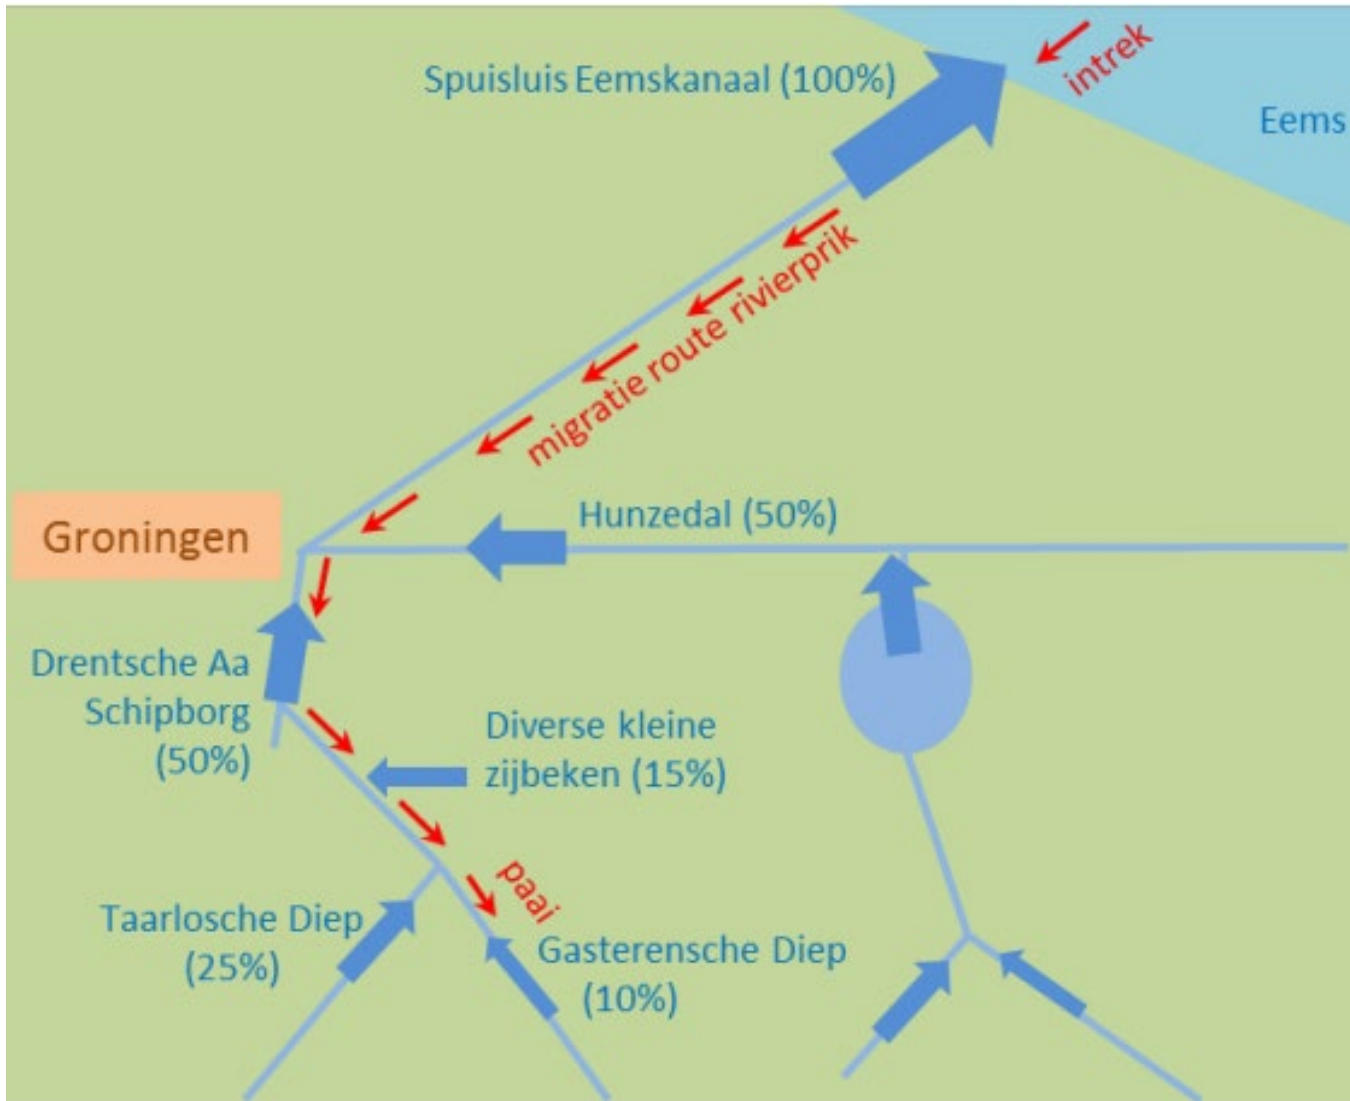 intrek
Spuisluis Eemskanaal (100%)
Eems
migratie route rivierprik
Hunzedal (50%)
Groningen
Drentsche Aa
Schipborg
(50%)
Diverse kleine
zijbeken (15%)
paai
Taarlosche Diep
(25%)
Gasterensche Diep
(10%)